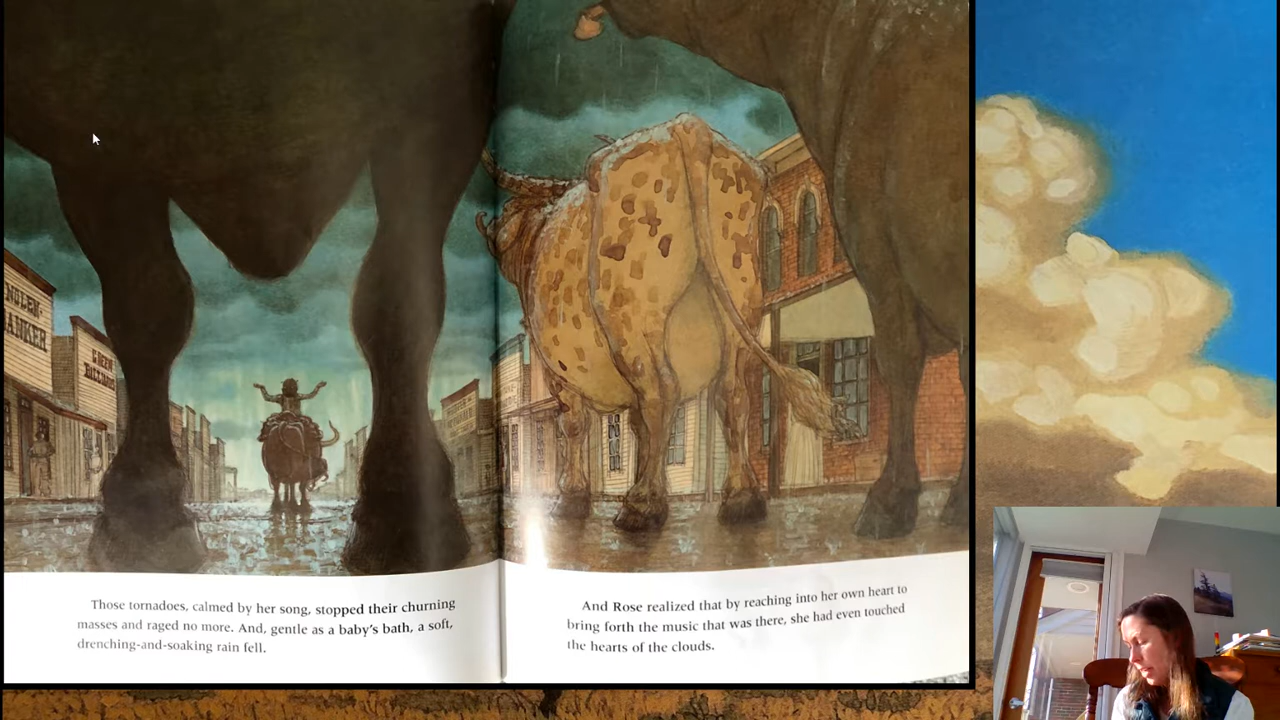 Those tornadoes, calmed by her song, stopped their churning
masses and raged no more. And, gentle as a baby's bath, a soft,
drenching-and-soaking rain fell.
And Rose realized that by reaching into her own heart to
bring forth the music that was there, she had even touched
the hearts of the clouds.